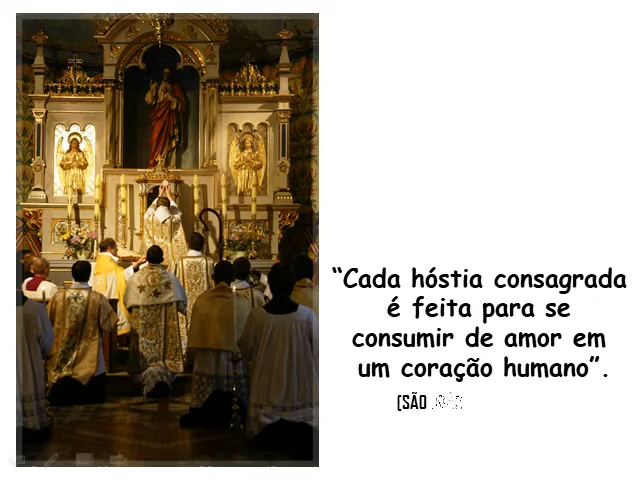 “Cada hóstia consagrada
é feita para se
consumir de amor em
um coração humano”.
(SÃO